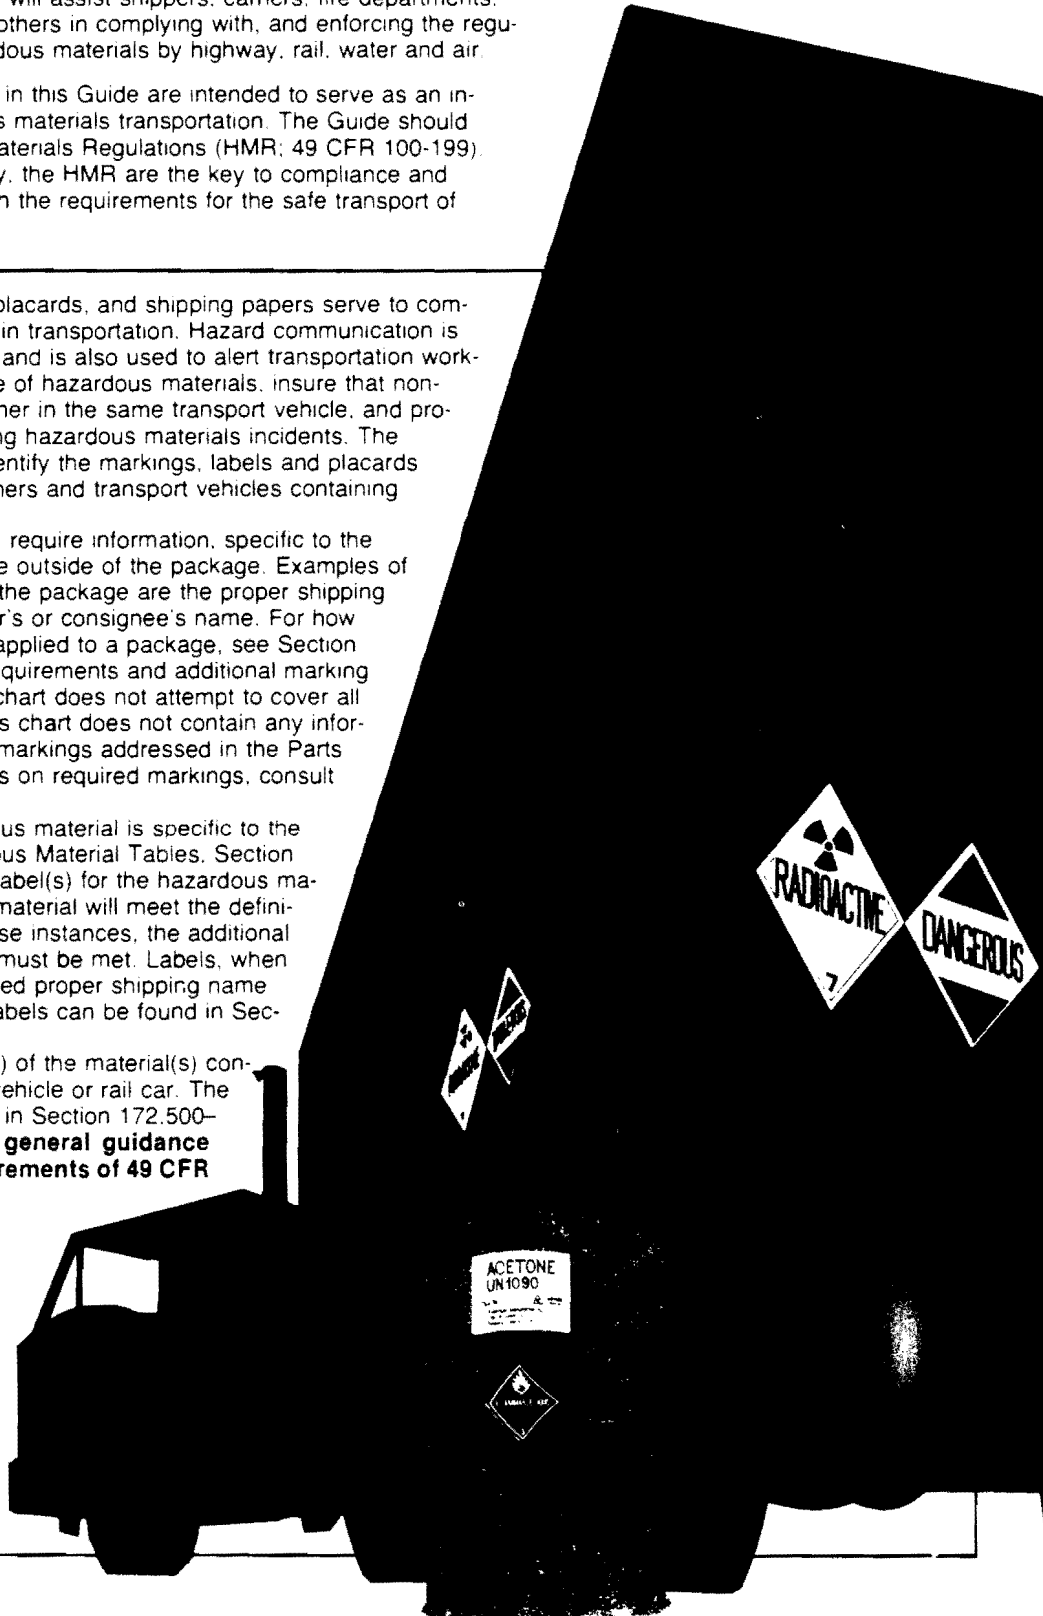 will assist shippers, carriers, fire departments,
others in complying with, and enforcing the regu-
dous materials by highway, rail, water and air.
in this Guide are intended to serve as an in-
s materials transportation. The Guide should
aterials Regulations (HMR; 49 CFR 100-199).
y, the HMR are the key to compliance and
n the requirements for the safe transport of
placards, and shipping papers serve to com-
in transportation. Hazard communication is
and is also used to alert transportation work-
e of hazardous materials, insure that non-
her in the same transport vehicle, and pro-
ng hazardous materials incidents. The
entify the markings, labels and placards
ners and transport vehicles containing
require information, specific to the
e outside of the package. Examples of
the package are the proper shipping
r's or consignee's name. For how
applied to a package, see Section
quirements and additional marking
chart does not attempt to cover all
s chart does not contain any infor-
markings addressed in the Parts
s on required markings, consult
us material is specific to the
ous Material Tables, Section
abel(s) for the hazardous ma-
material will meet the defini-
se instances, the additional
must be met. Labels, when
ed proper shipping name
abels can be found in Sec-
) of the material(s) con-
ehicle or rail car. The
in Section 172.500–
general guidance
rements of 49 CFR
RADIOACTIVE
7
DANGEROUS
ACETONE
UN1090
3